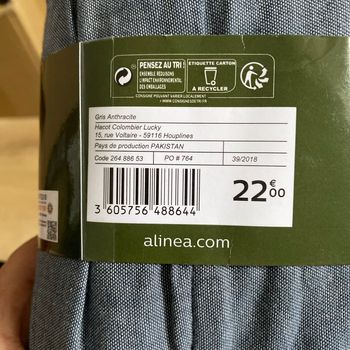 PENSEZ AU TRI !
ENSEMBLE, RÉDUISONS
L'IMPACT ENVIRONNEMENTAL
DES EMBALLAGES
ETIQUETTE CARTON
À RECYCLER
CONSIGNE POUVANT VARIER LOCALEMENT
> WWW.CONSIGNESDETRI.FR
Gris Anthracite
Hacot Colombier Lucky
15, rue Voltaire - 59116 Houplines
Pays de production PAKISTAN
Code 264 886 53
PO # 764
39/2018
22€00
3 605756 488644
alinea.com